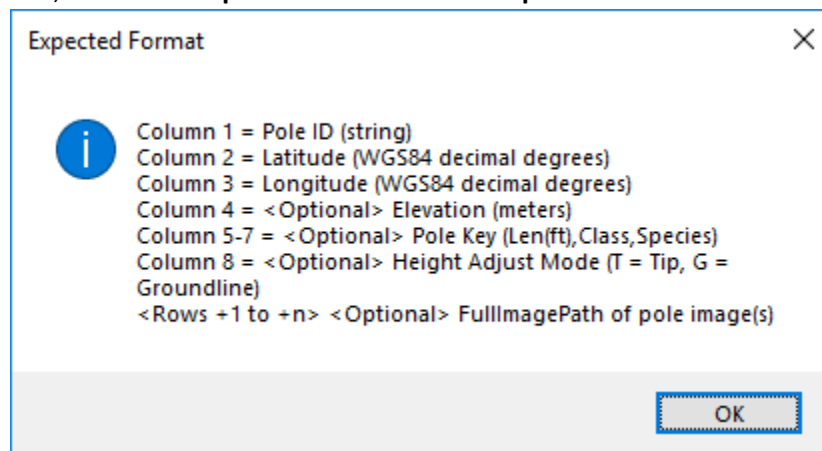 Expected Format
Column 1 = Pole ID (string)
Column 2 = Latitude (WGS84 decimal degrees)
Column 3 = Longitude (WGS84 decimal degrees)
Column 4 = <Optional> Elevation (meters)
Column 5-7 = <Optional> Pole Key (Len(ft),Class,Species)
Column 8 = <Optional> Height Adjust Mode (T = Tip, G =
Groundline)
<Rows +1 to +n> <Optional> FullImagePath of pole image(s)
OK